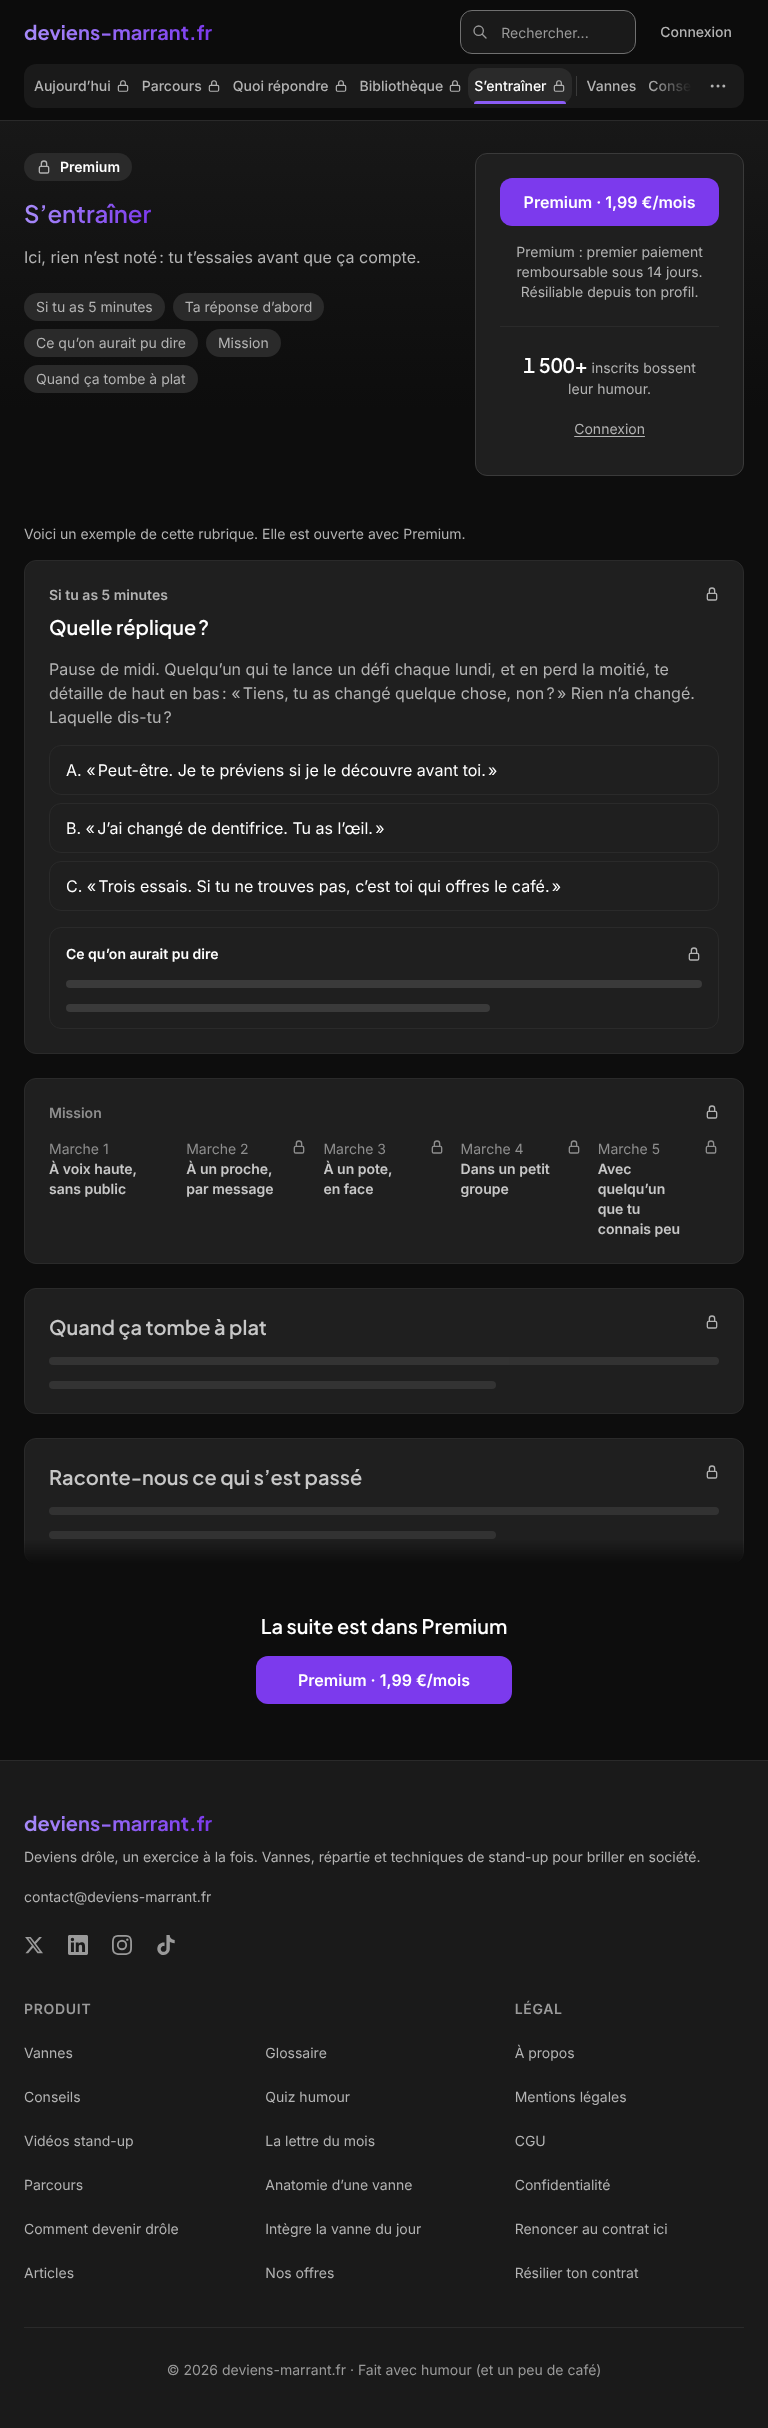 deviens-marrant.fr
Rechercher...
Connexion
Aujourd’hui
Parcours
Quoi répondre
Bibliothèque
S’entraîner
Vannes
Premium
S’entraîner
Ici, rien n’est noté : tu t’essaies avant que ça compte.
Si tu as 5 minutes
Ta réponse d’abord
Ce qu’on aurait pu dire
Mission
Quand ça tombe à plat
Premium · 1,99 €/mois
Premium : premier paiement
remboursable sous 14 jours.
Résiliable depuis ton profil.
1 500+ inscrits bossent
leur humour.
Connexion
Voici un exemple de cette rubrique. Elle est ouverte avec Premium.
Si tu as 5 minutes
Quelle réplique ?
Pause de midi. Quelqu’un qui te lance un défi chaque lundi, et en perd la moitié, te
détaille de haut en bas : « Tiens, tu as changé quelque chose, non ? » Rien n’a changé.
Laquelle dis-tu ?
A. « Peut-être. Je te préviens si je le découvre avant toi. »
B. « J’ai changé de dentifrice. Tu as l’œil. »
C. « Trois essais. Si tu ne trouves pas, c’est toi qui offres le café. »
Ce qu’on aurait pu dire
Mission
Marche 1
À voix haute,
sans public
Marche 2
À un proche,
par message
Marche 3
À un pote,
en face
Marche 4
Dans un petit
groupe
Marche 5
Avec
quelqu’un
que tu
connais peu
Quand ça tombe à plat
Raconte-nous ce qui s’est passé
La suite est dans Premium
Premium · 1,99 €/mois
deviens-marrant.fr
Deviens drôle, un exercice à la fois. Vannes, répartie et techniques de stand-up pour briller en société.
contact@deviens-marrant.fr
PRODUIT
Vannes
Conseils
Vidéos stand-up
Parcours
Comment devenir drôle
Articles
Glossaire
Quiz humour
La lettre du mois
Anatomie d’une vanne
Intègre la vanne du jour
Nos offres
LÉGAL
À propos
Mentions légales
CGU
Confidentialité
Renoncer au contrat ici
Résilier ton contrat
© 2026 deviens-marrant.fr · Fait avec humour (et un peu de café)